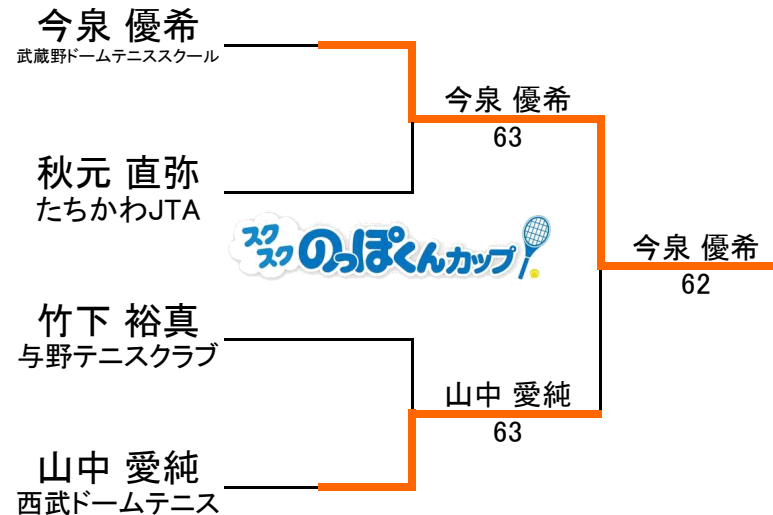 今泉 優希
武蔵野ドームテニススクール
今泉 優希
63
秋元 直弥
たちかわJTA
スクスク のっぽくんカップ
今泉 優希
62
竹下 裕真
与野テニスクラブ
山中 愛純
63
山中 愛純
西武ドームテニス